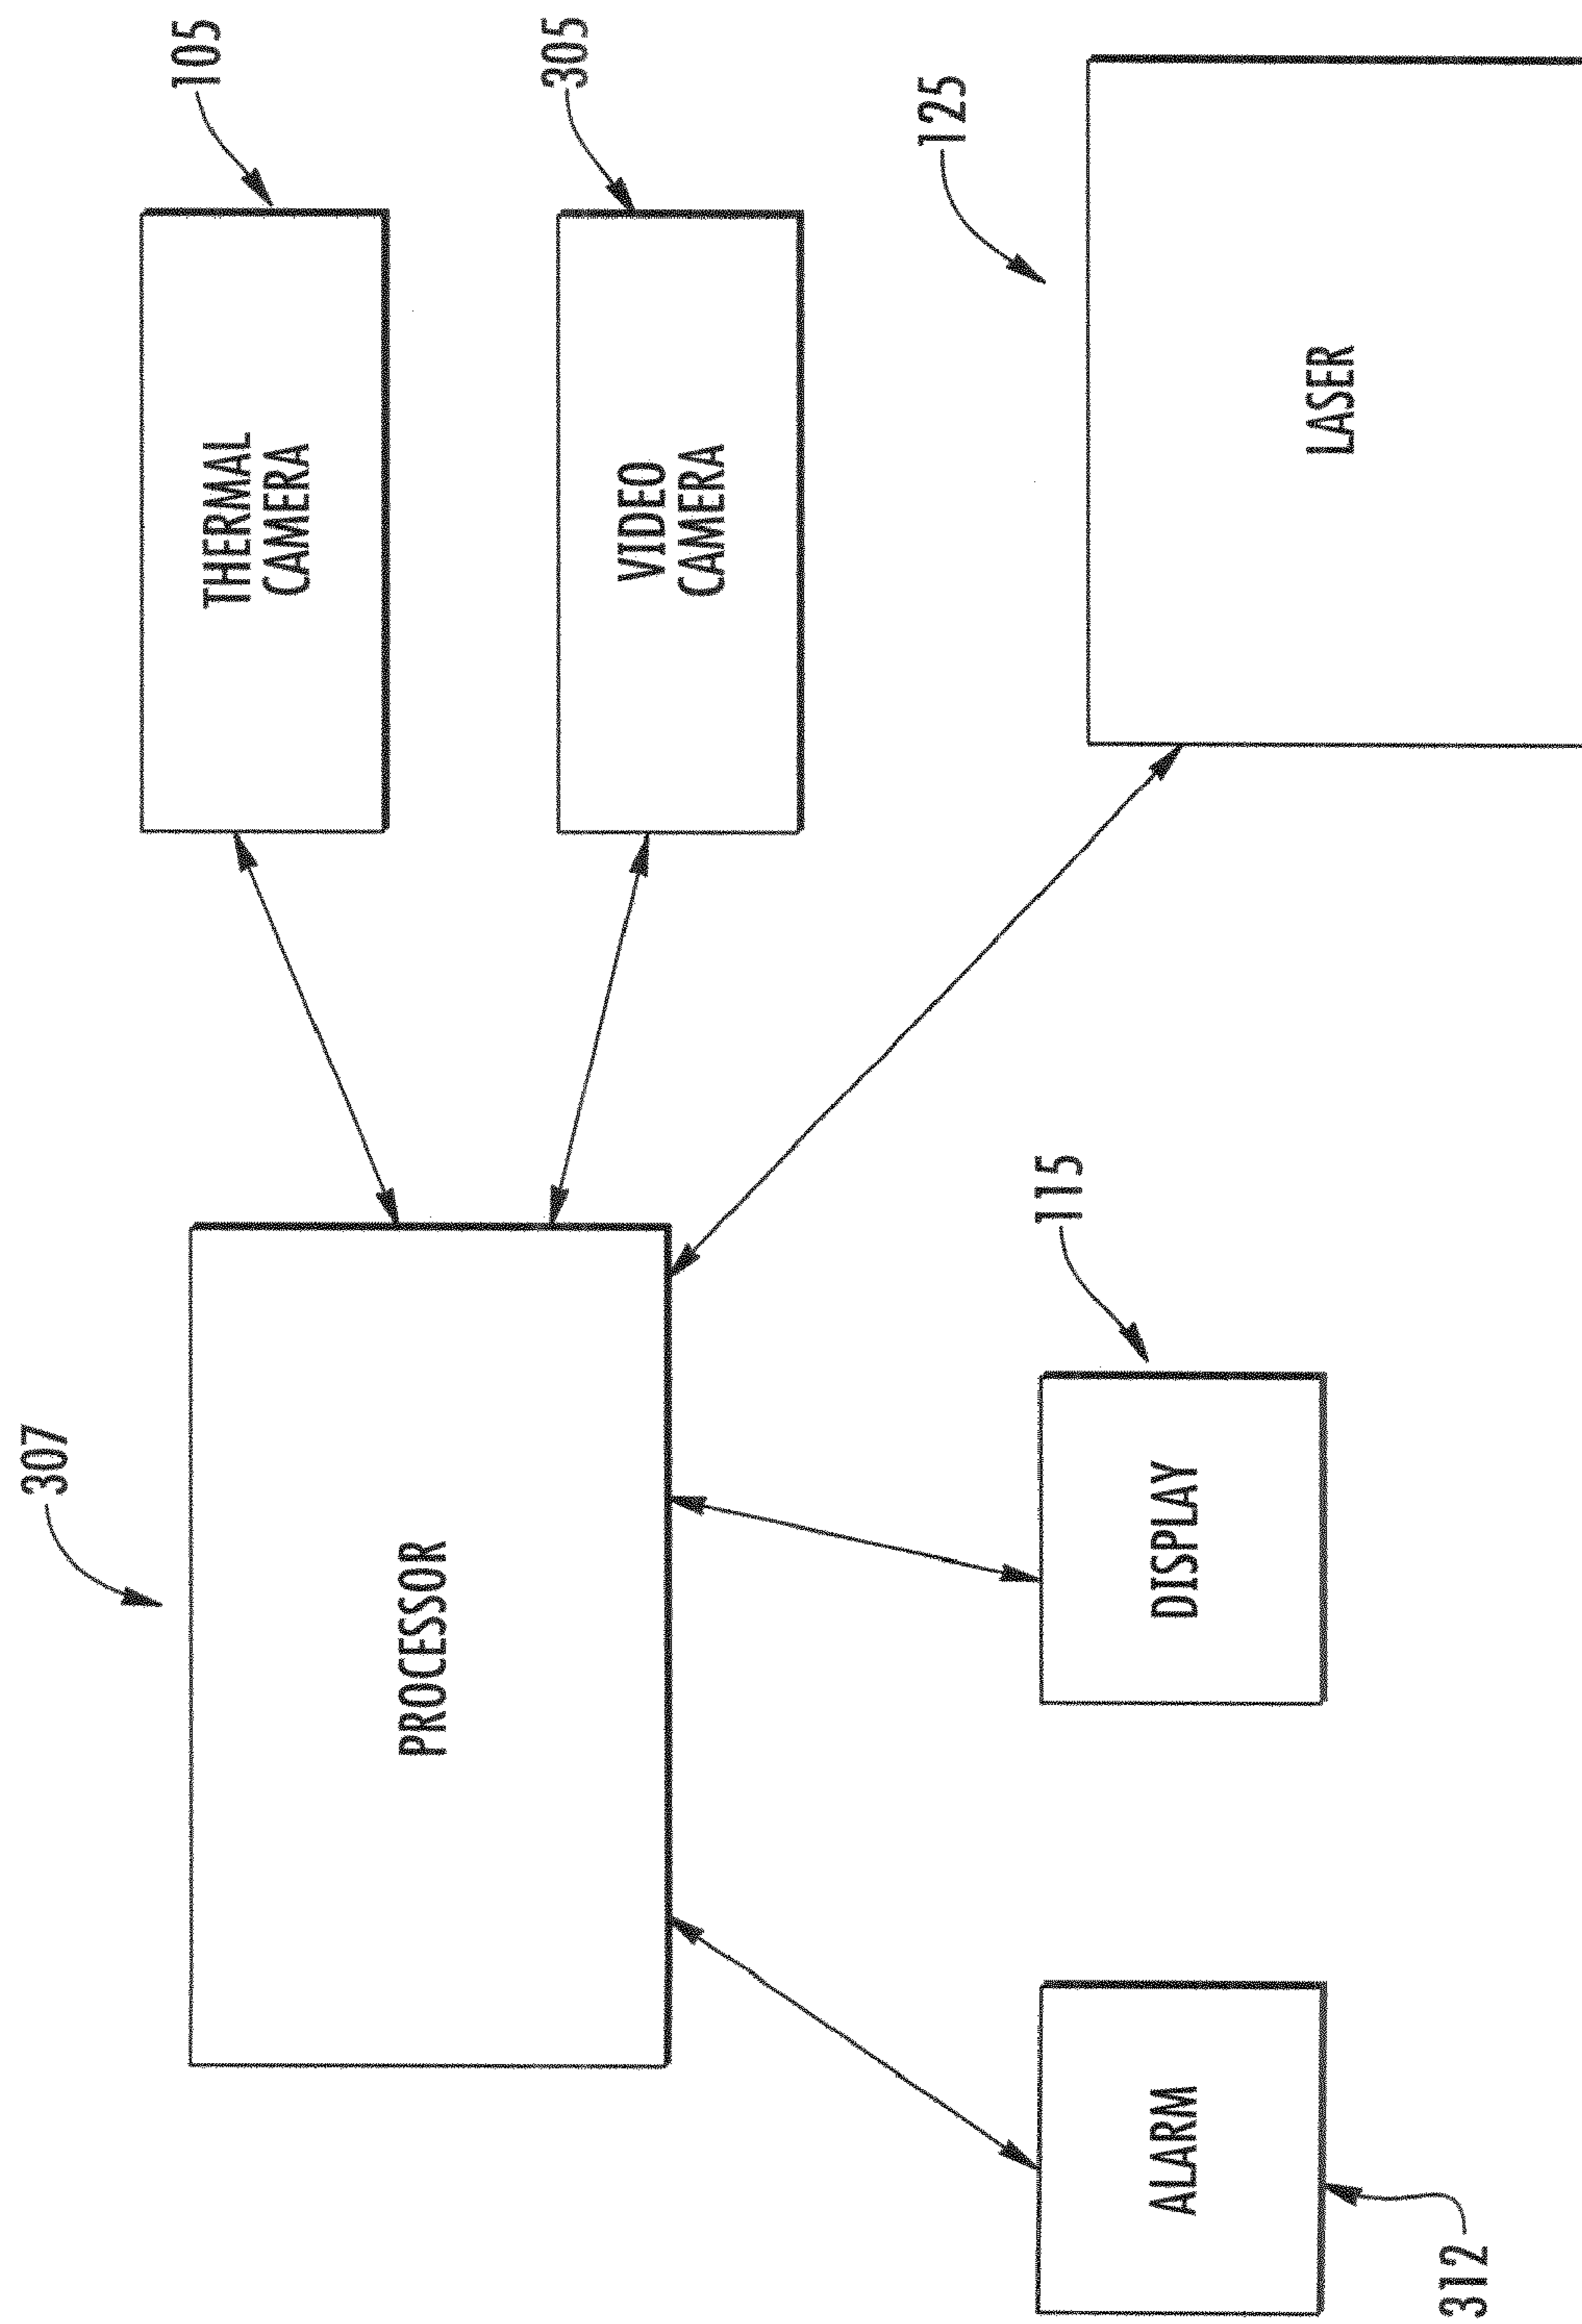 307
PROCESSOR
THERMAL
CAMERA
105
VIDEO
CAMERA
305
ALARM
312
DISPLAY
115
LASER
125